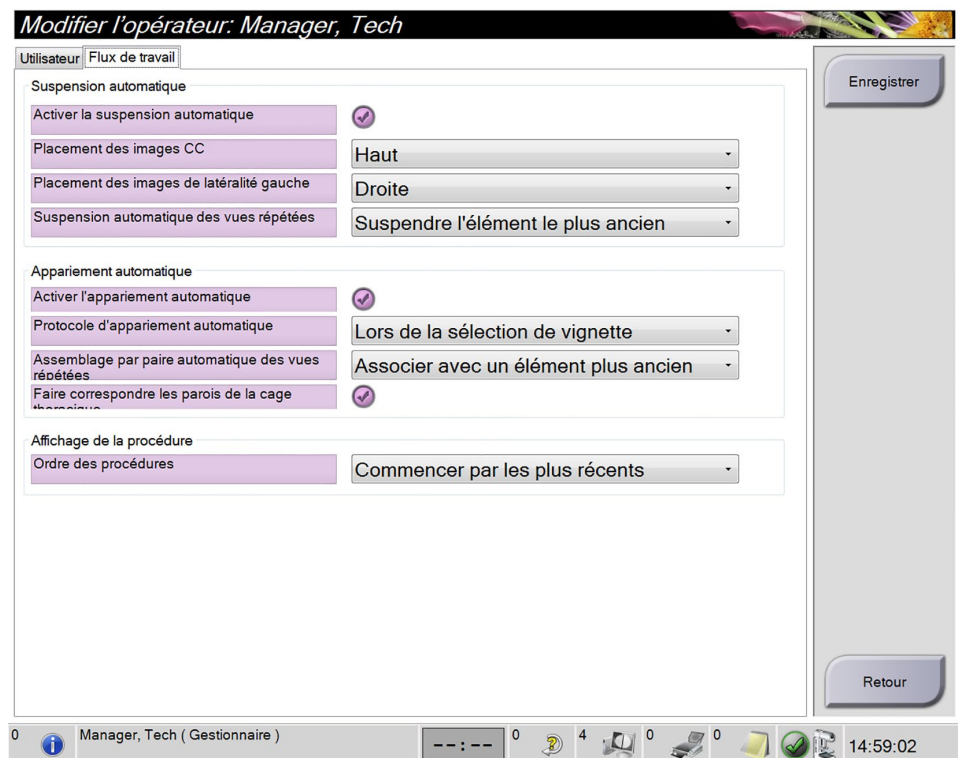 Modifier l'opérateur: Manager, Tech
Utilisateur
Flux de travail
Enregistrer
Suspension automatique
Activer la suspension automatique
Placement des images CC
Haut
Placement des images de latéralité gauche
Droite
Suspension automatique des vues répétées
Suspendre l'élément le plus ancien
Appariement automatique
Activer l'appariement automatique
Protocole d'appariement automatique
Lors de la sélection de vignette
Assemblage par paire automatique des vues
répétées
Associer avec un élément plus ancien
Faire correspondre les parois de la cage
thoracique
Affichage de la procédure
Ordre des procédures
Commencer par les plus récents
Retour
0
Manager, Tech ( Gestionnaire )
--:--
0
4
0
0
14:59:02